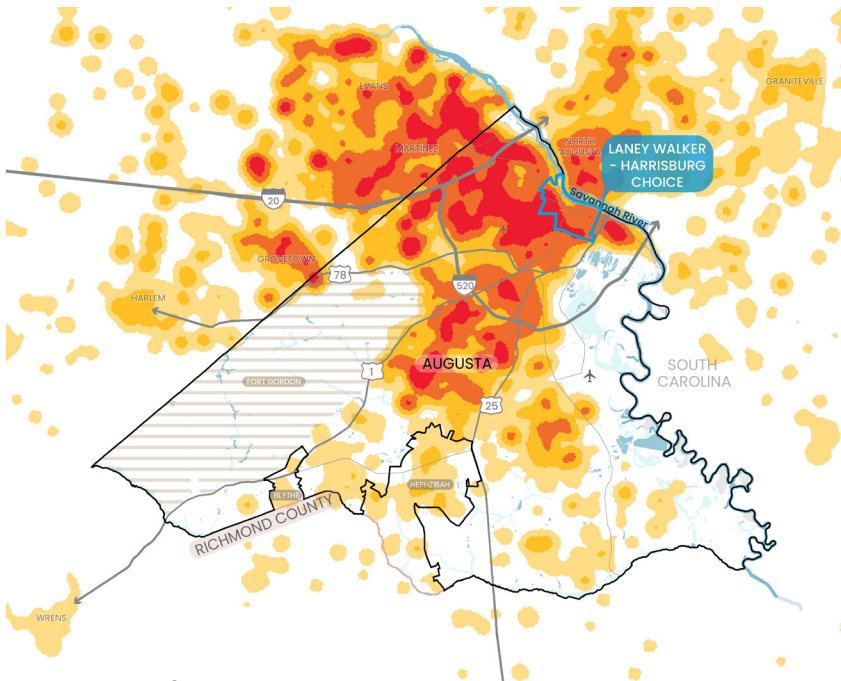 EVANS
GRANITEVILLE
MARTINEZ
NORTH
AUGUSTA
LANEY WALKER
- HARRISBURG
CHOICE
Savannah River
20
GROVETOWN
78
520
HARLEM
1
AUGUSTA
SOUTH
CAROLINA
FORT GORDON
25
HEPHZIBAH
BLYTHE
RICHMOND COUNTY
WRENS